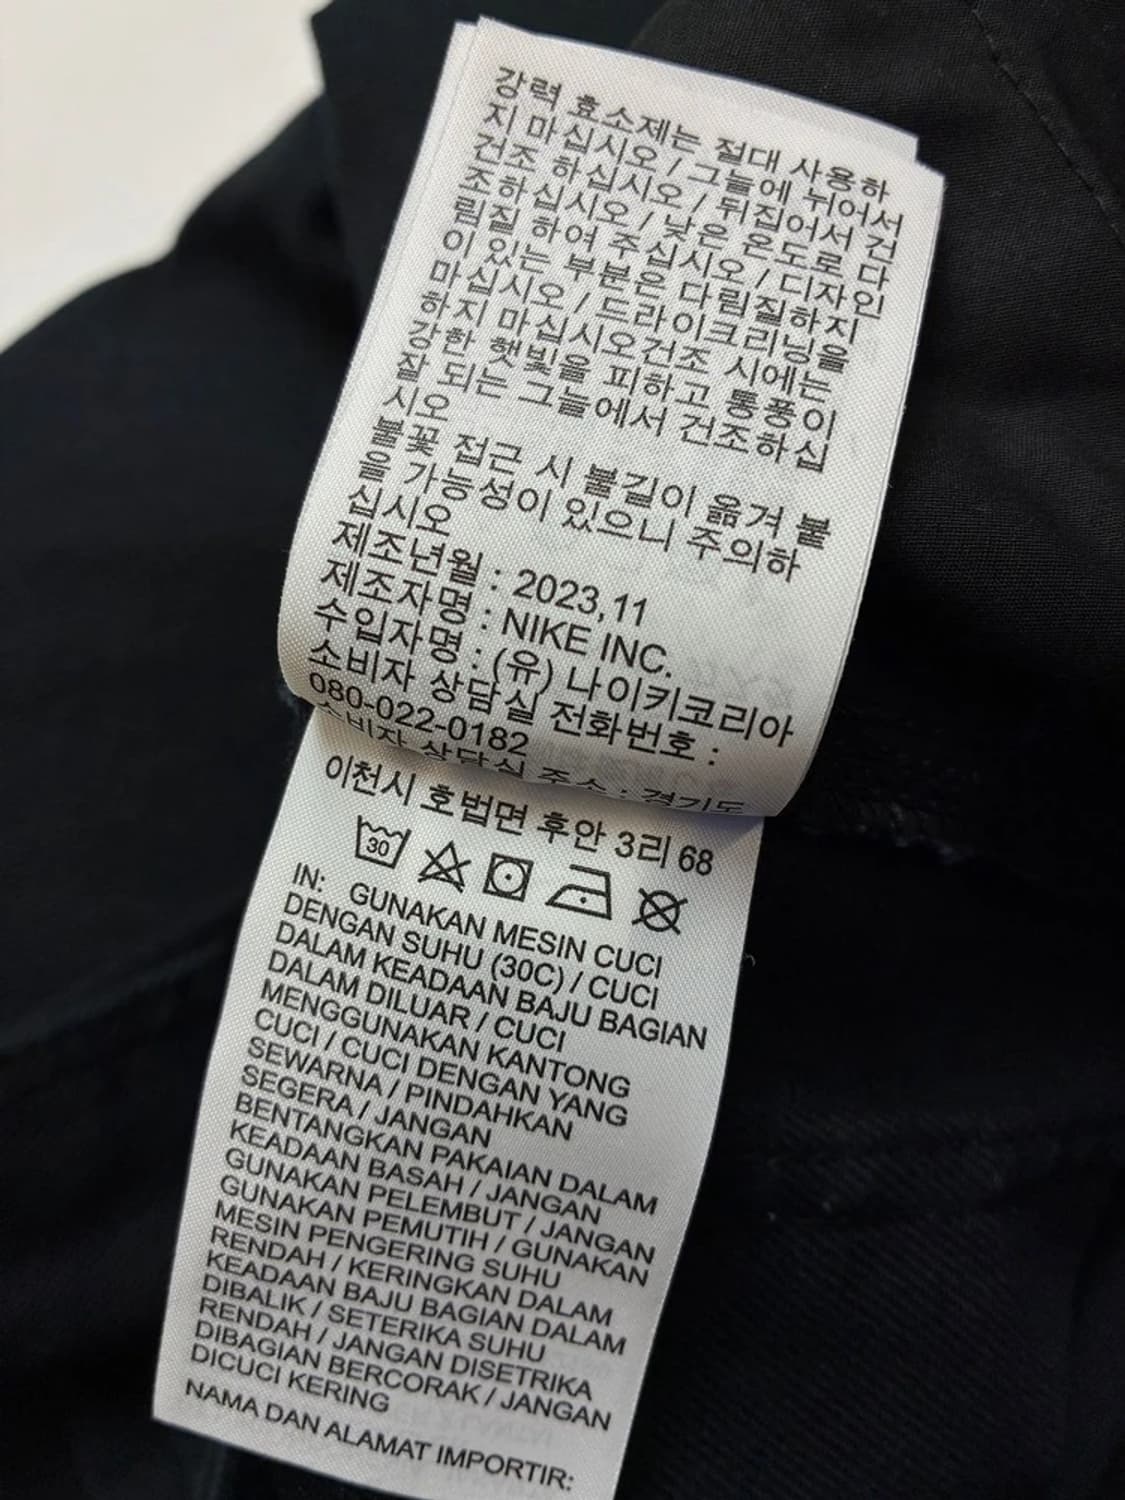 강력 효소제는 절대 사용하
지 마십시오 / 그늘에 뉘어서
건조 하십시오 / 뒤집어서 건
조하십시오 / 낮은 온도로 다
림질 하여 주십시오 / 디자인
이 있는 부분은 다림질하지
마십시오 / 드라이크리닝을
하지 마십시오건조 시에는
강한 햇빛을 피하고 통풍이
잘 되는 그늘에서 건조하십
시오
불꽃 접근 시 불길이 옮겨 붙
을 가능성이 있으니 주의하
십시오
제조년월 : 2023,11
제조자명 : NIKE INC.
수입자명 : (유) 나이키코리아
소비자 상담실 전화번호 :
080-022-0182
소비자 상담실 주소 : 경기도
이천시 호법면 후안 3리 68
30
IN: GUNAKAN MESIN CUCI
DENGAN SUHU (30C) / CUCI
DALAM KEADAAN BAJU BAGIAN
DALAM DILUAR / CUCI
MENGGUNAKAN KANTONG
CUCI / CUCI DENGAN YANG
SEWARNA / PINDAHKAN
SEGERA / JANGAN
BENTANGKAN PAKAIAN DALAM
KEADAAN BASAH / JANGAN
GUNAKAN PELEMBUT / JANGAN
GUNAKAN PEMUTIH / GUNAKAN
MESIN PENGERING SUHU
RENDAH / KERINGKAN DALAM
KEADAAN BAJU BAGIAN DALAM
DIBALIK / SETERIKA SUHU
RENDAH / JANGAN DISETRIKA
DIBAGIAN BERCORAK / JANGAN
DICUCI KERING
NAMA DAN ALAMAT IMPORTIR: